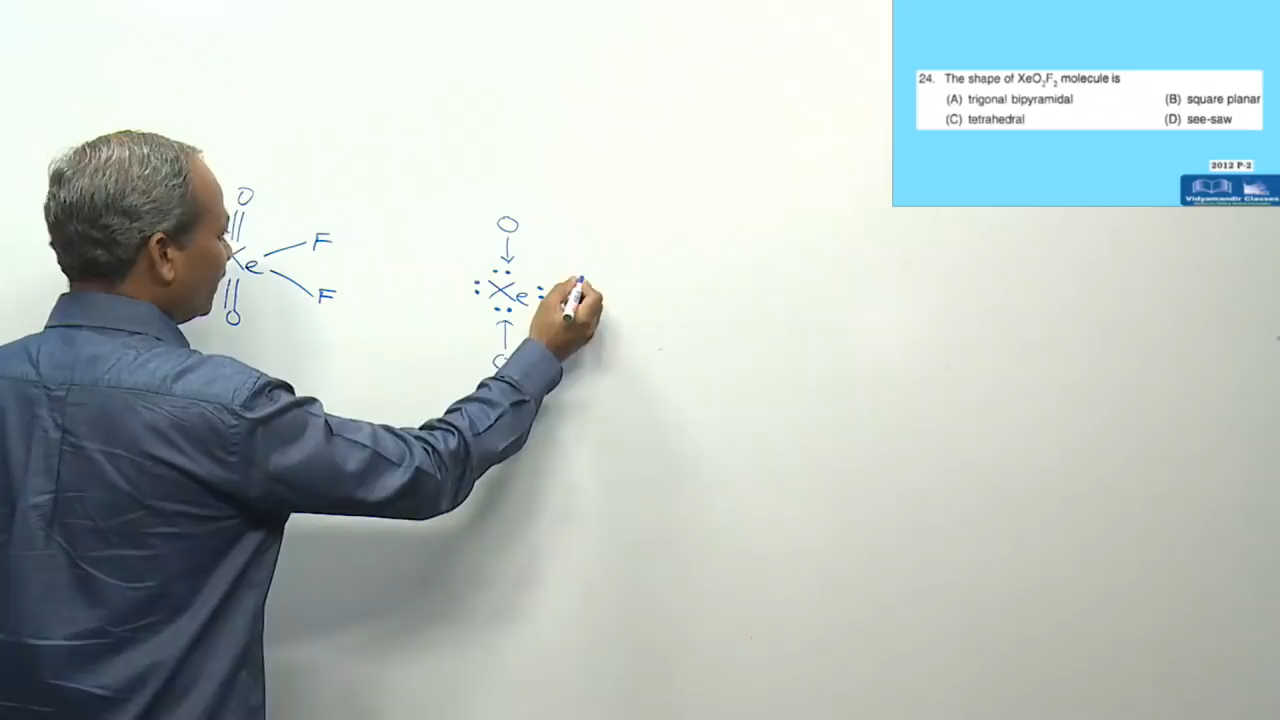 24. The shape of XeO₂F₂ molecule is
(A) trigonal bipyramidal (B) square planar
(C) tetrahedral (D) see-saw
2012 P-2
Vidyamandir Classes
O
Xe
F
F
O
O
Xe